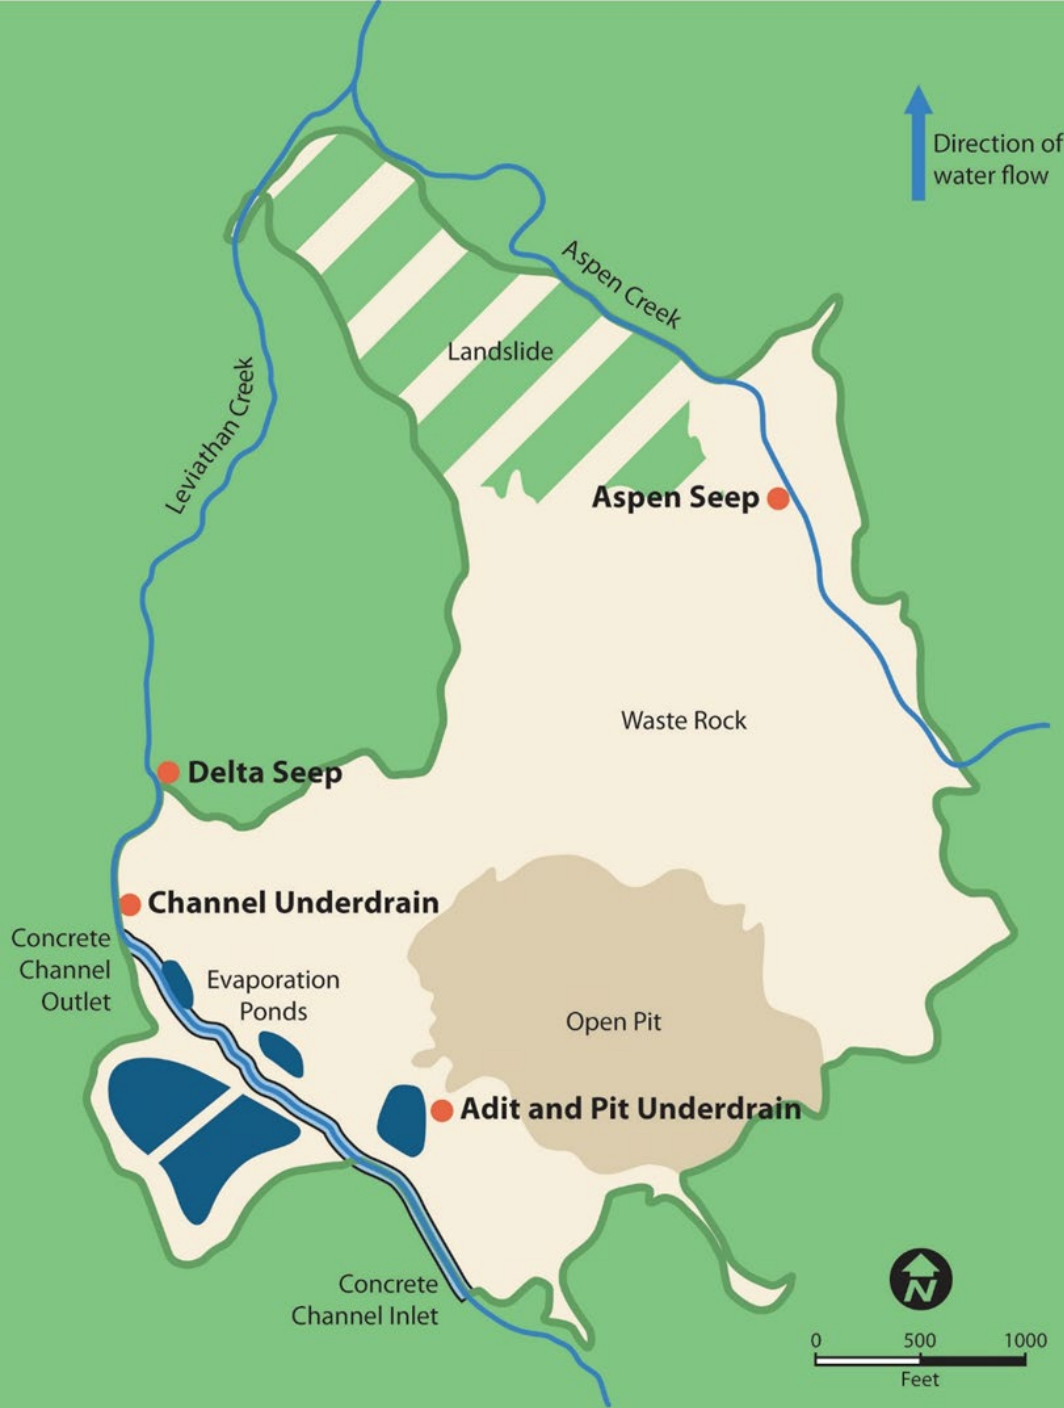 Direction of
water flow
Aspen Creek
Landslide
Leviathan Creek
Aspen Seep
Waste Rock
Delta Seep
Channel Underdrain
Concrete
Channel
Outlet
Evaporation
Ponds
Open Pit
Adit and Pit Underdrain
Concrete
Channel Inlet
N
0 500 1000
Feet